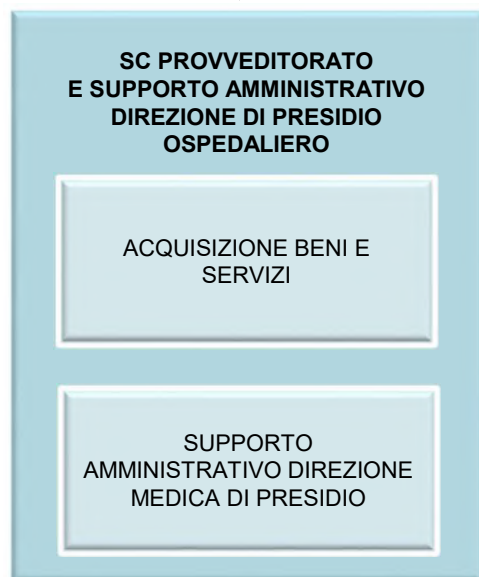 SC PROVVEDITORATO
E SUPPORTO AMMINISTRATIVO
DIREZIONE DI PRESIDIO
OSPEDALIERO
ACQUISIZIONE BENI E
SERVIZI
SUPPORTO
AMMINISTRATIVO DIREZIONE
MEDICA DI PRESIDIO